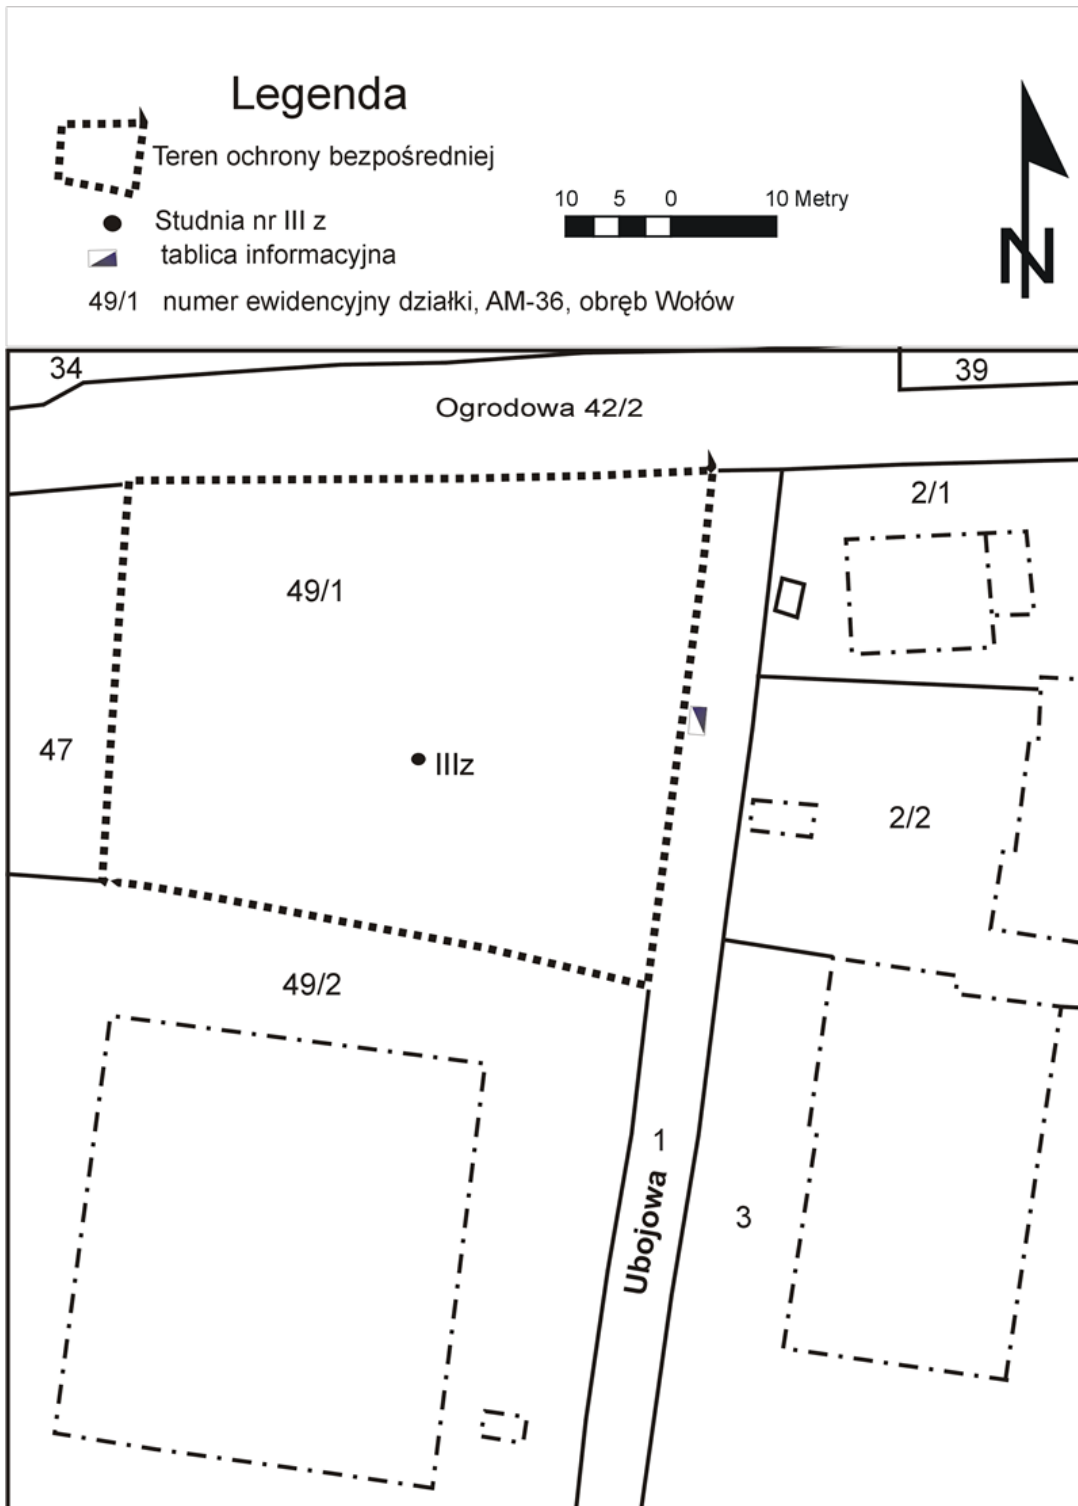 Legenda
Teren ochrony bezpośredniej
10 5 0 10 Metry
Studnia nr III z
tablica informacyjna
N
49/1 numer ewidencyjny działki, AM-36, obręb Wołów
34
39
Ogrodowa 42/2
2/1
49/1
47
IIIz
2/2
49/2
1
Ubojowa
3